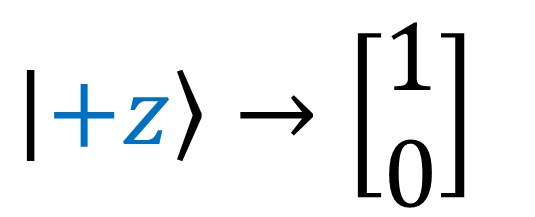 |+z⟩ → [1
0]